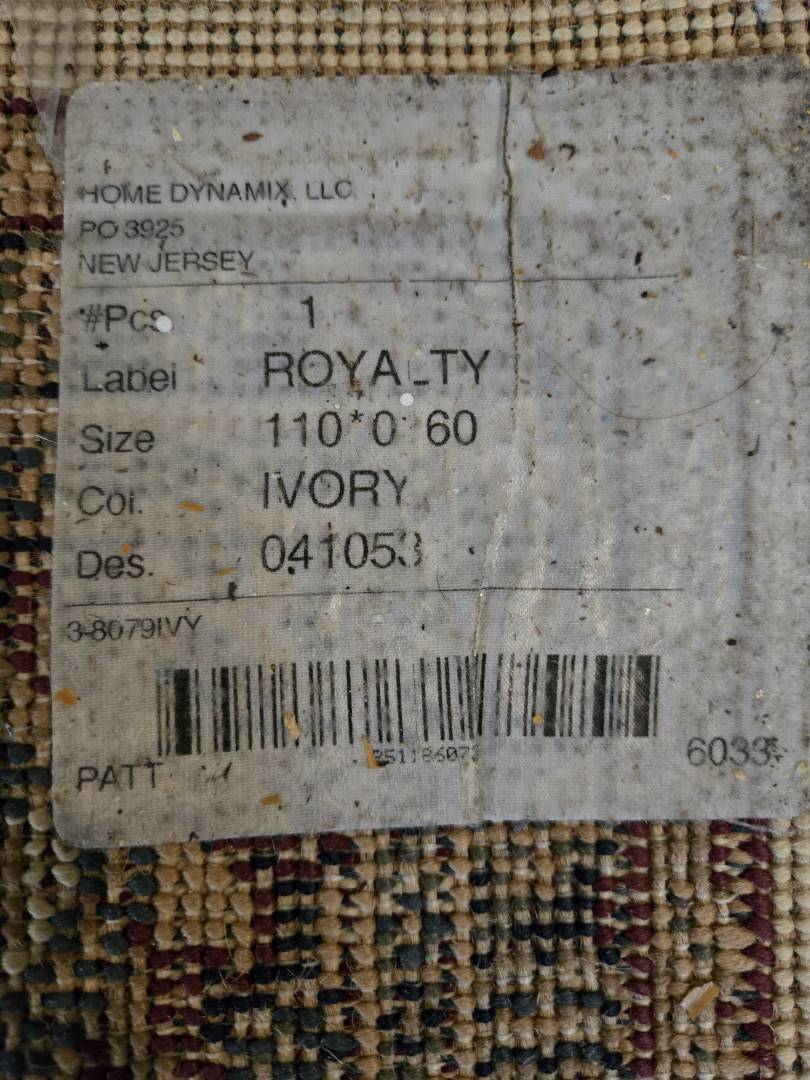 HOME DYNAMIX, LLC
PO 3925
NEW JERSEY
#Pcs 1
Label ROYALTY
Size 110*0 60
Col. IVORY
Des. 041053
3-8079IVY
PATT